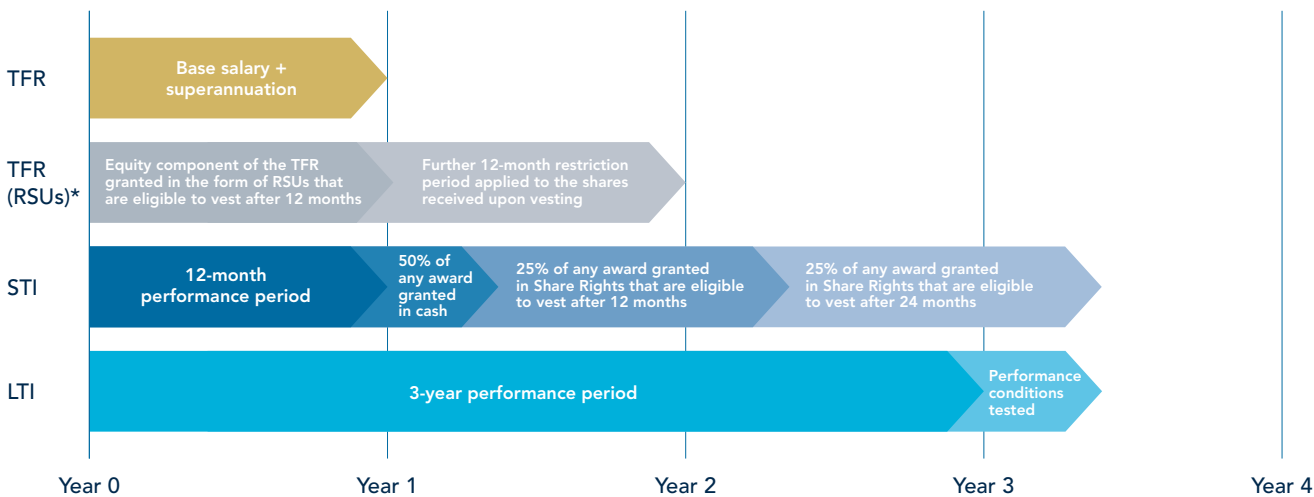 TFR
Base salary +
superannuation
TFR
(RSUs)*
Equity component of the TFR
granted in the form of RSUs that
are eligible to vest after 12 months
Further 12-month restriction
period applied to the shares
received upon vesting
STI
12-month
performance period
50% of
any award
granted
in cash
25% of any award granted
in Share Rights that are eligible
to vest after 12 months
25% of any award granted
in Share Rights that are eligible
to vest after 24 months
LTI
3-year performance period
Performance
conditions
tested
Year 0
Year 1
Year 2
Year 3
Year 4